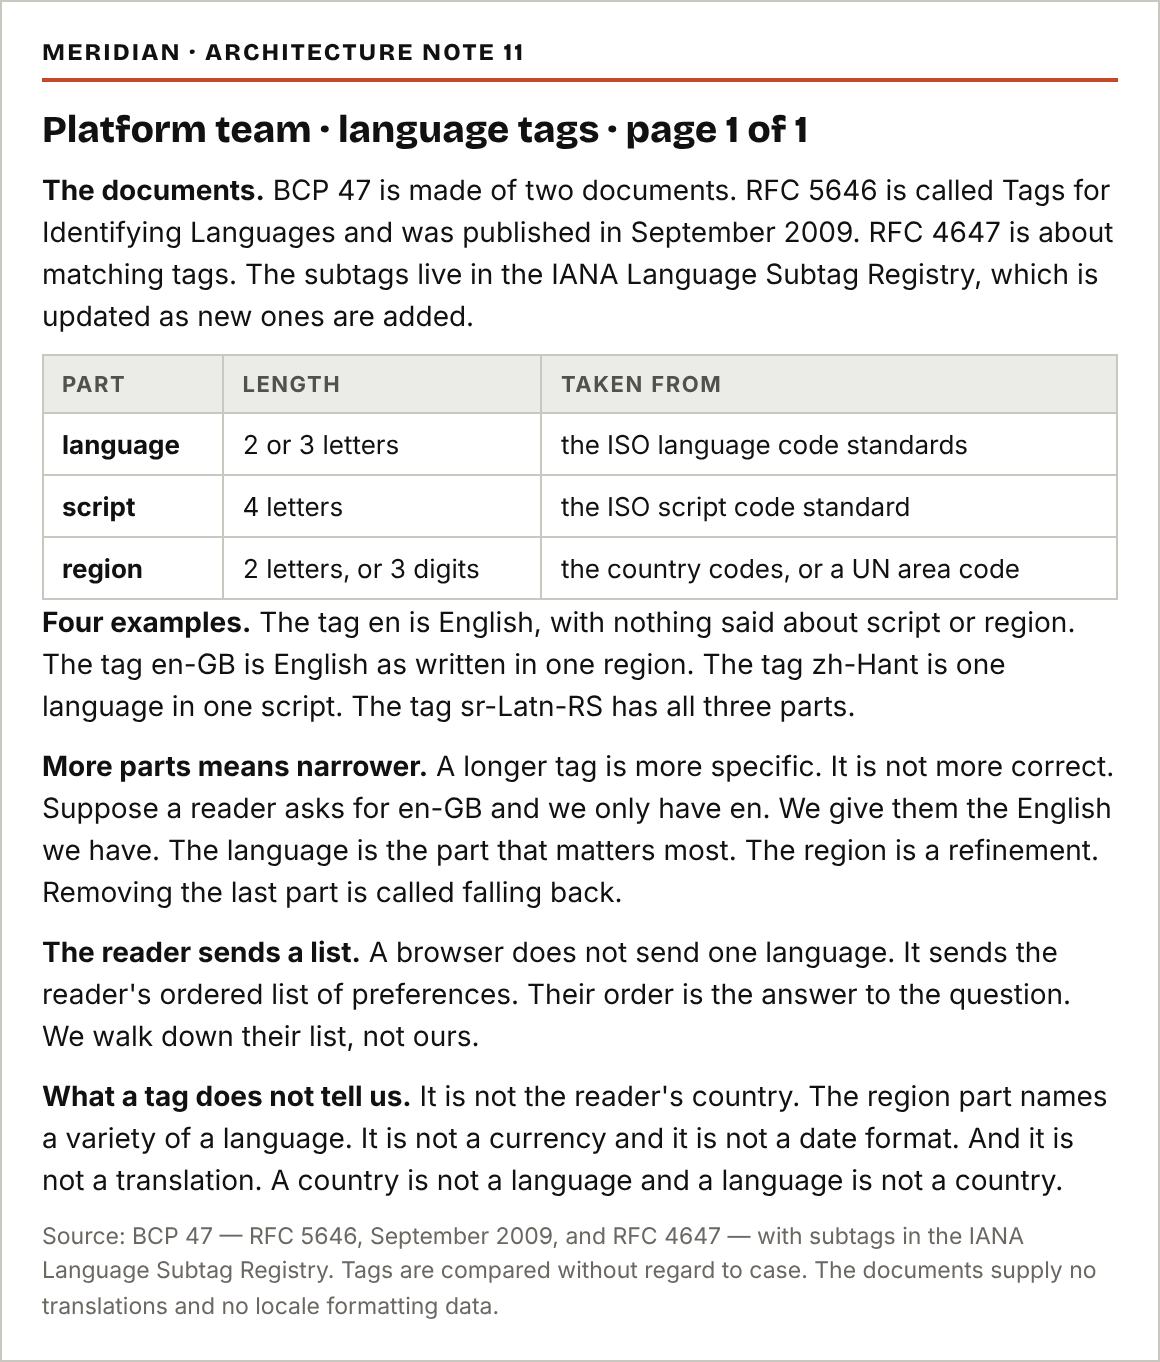 MERIDIAN · ARCHITECTURE NOTE 11
Platform team · language tags · page 1 of 1
The documents. BCP 47 is made of two documents. RFC 5646 is called Tags for
Identifying Languages and was published in September 2009. RFC 4647 is about
matching tags. The subtags live in the IANA Language Subtag Registry, which is
updated as new ones are added.
PART LENGTH TAKEN FROM
language 2 or 3 letters the ISO language code standards
script 4 letters the ISO script code standard
region 2 letters, or 3 digits the country codes, or a UN area code
Four examples. The tag en is English, with nothing said about script or region.
The tag en-GB is English as written in one region. The tag zh-Hant is one
language in one script. The tag sr-Latn-RS has all three parts.
More parts means narrower. A longer tag is more specific. It is not more correct.
Suppose a reader asks for en-GB and we only have en. We give them the English
we have. The language is the part that matters most. The region is a refinement.
Removing the last part is called falling back.
The reader sends a list. A browser does not send one language. It sends the
reader's ordered list of preferences. Their order is the answer to the question.
We walk down their list, not ours.
What a tag does not tell us. It is not the reader's country. The region part names
a variety of a language. It is not a currency and it is not a date format. And it is
not a translation. A country is not a language and a language is not a country.
Source: BCP 47 — RFC 5646, September 2009, and RFC 4647 — with subtags in the IANA
Language Subtag Registry. Tags are compared without regard to case. The documents supply no
translations and no locale formatting data.